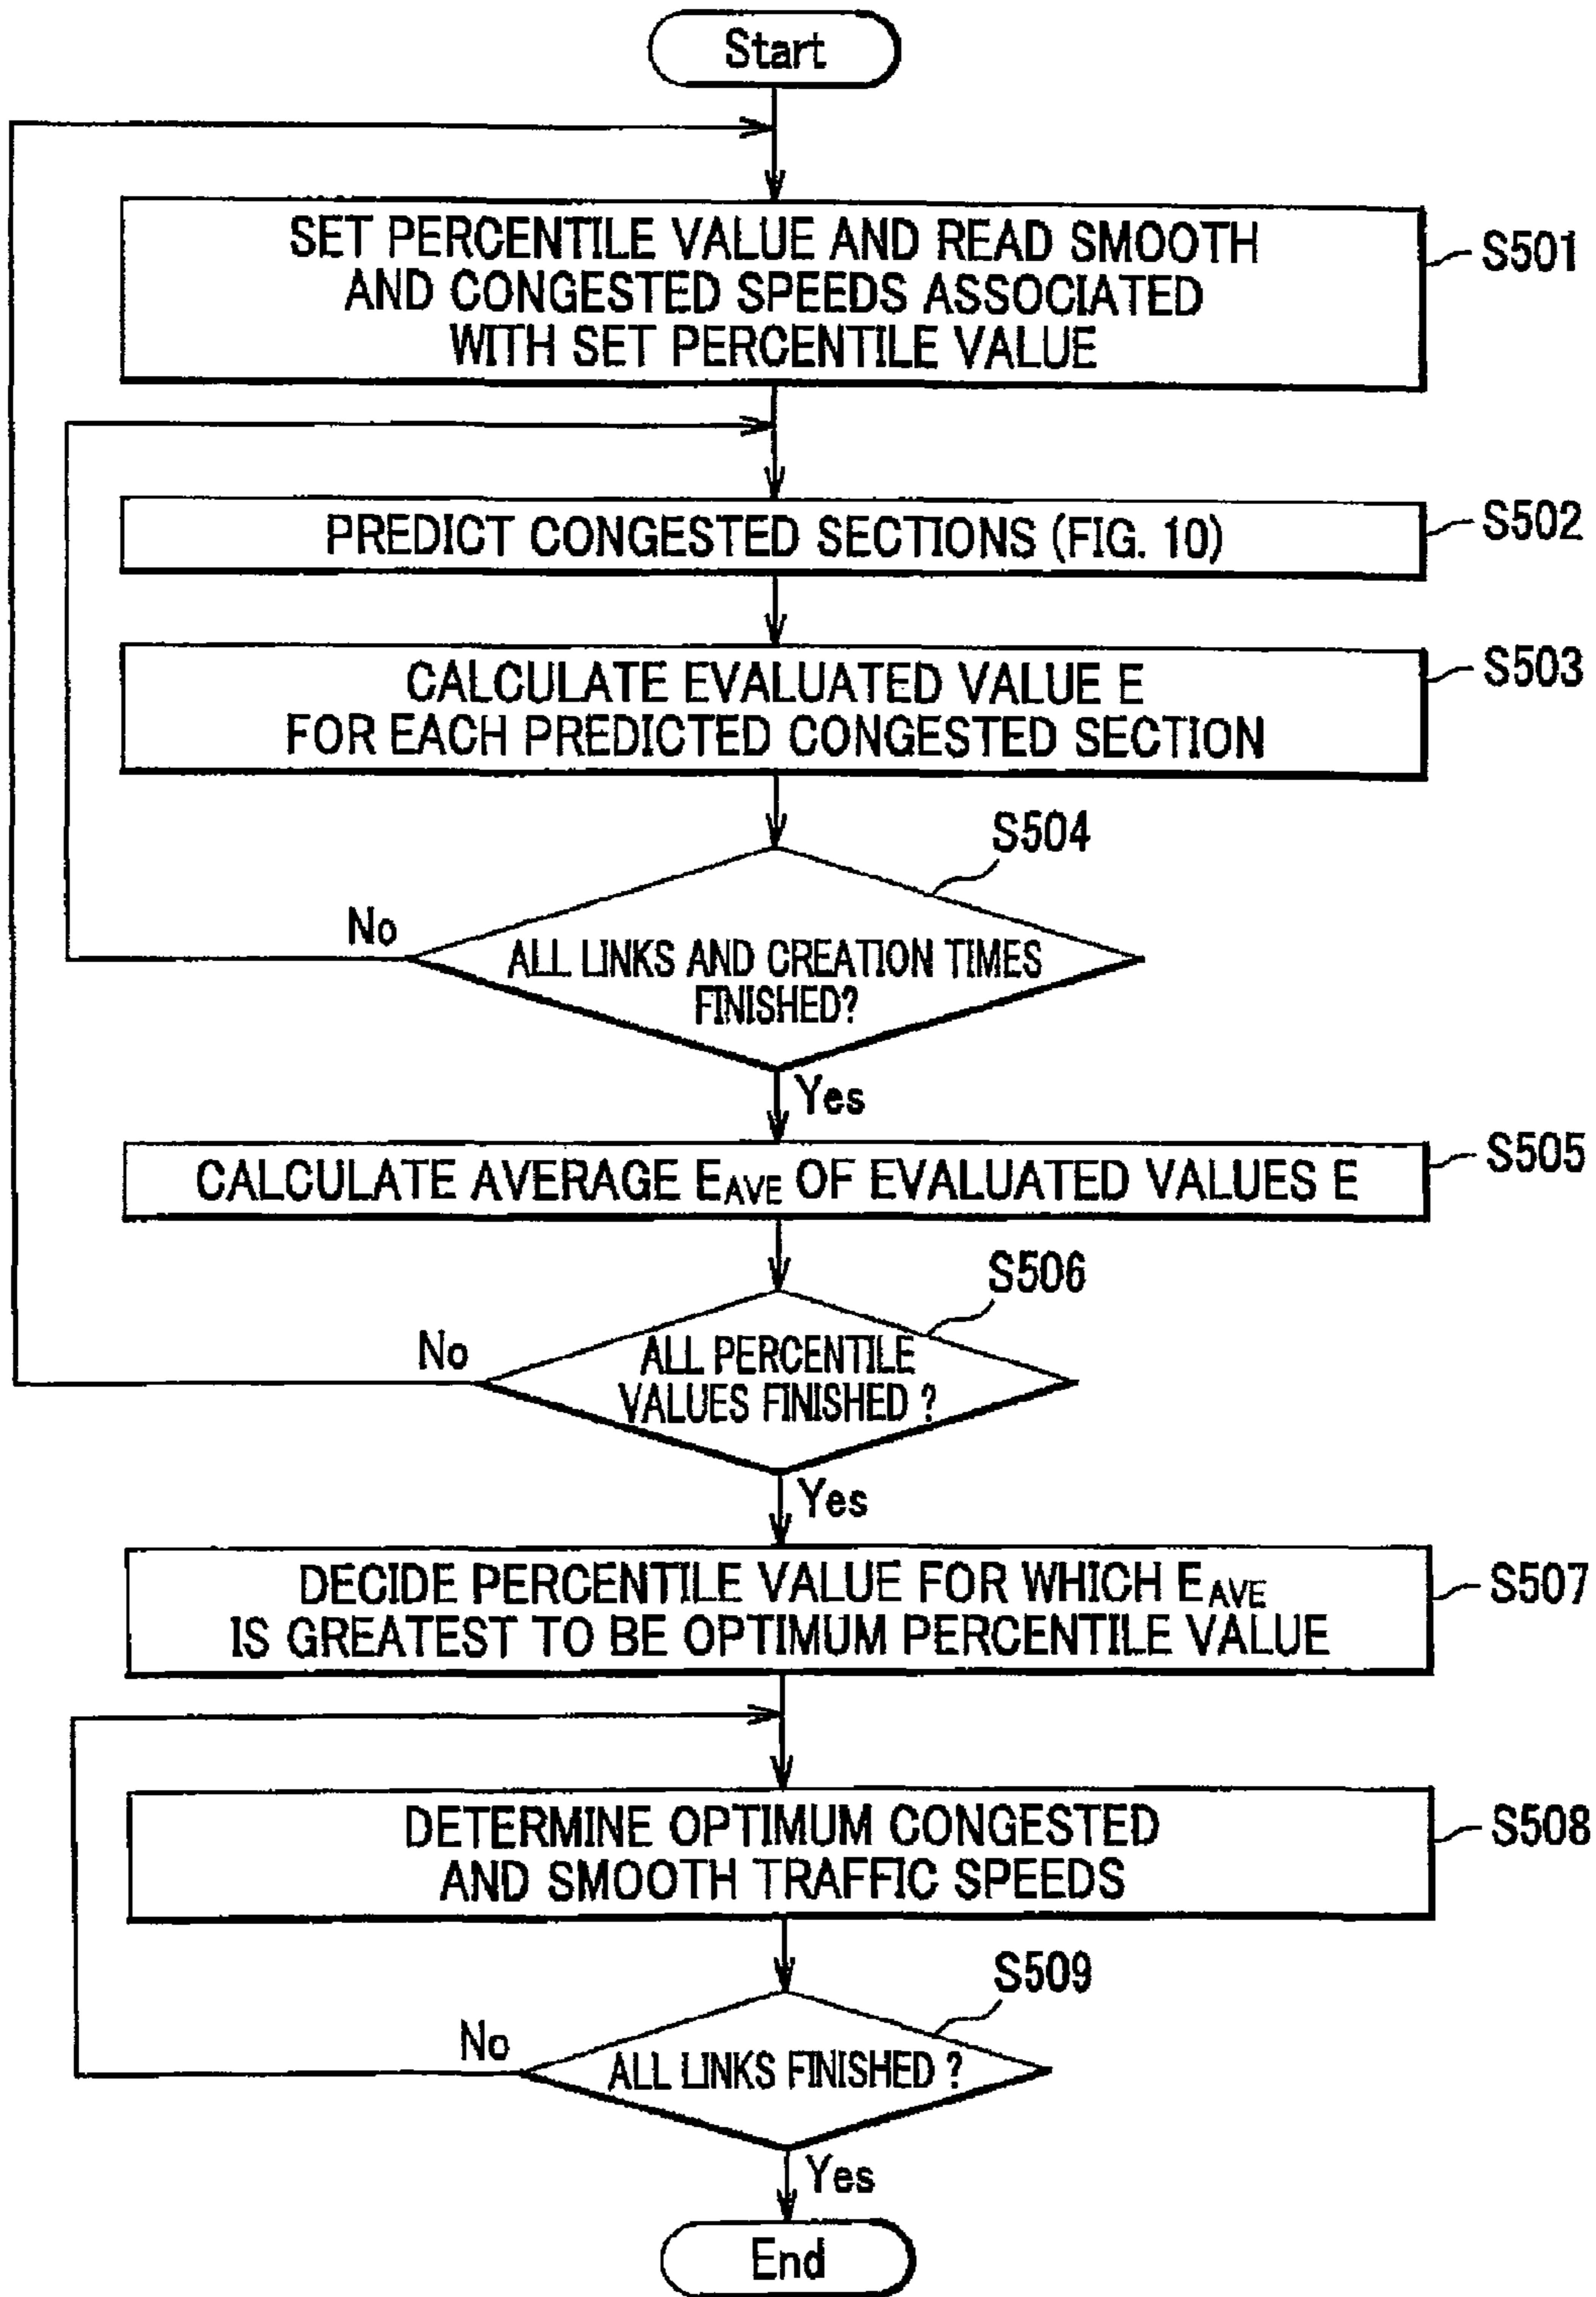 Start
SET PERCENTILE VALUE AND READ SMOOTH
AND CONGESTED SPEEDS ASSOCIATED
WITH SET PERCENTILE VALUE
S501
PREDICT CONGESTED SECTIONS (FIG. 10)
S502
CALCULATE EVALUATED VALUE E
FOR EACH PREDICTED CONGESTED SECTION
S503
S504
No
ALL LINKS AND CREATION TIMES
FINISHED?
Yes
CALCULATE AVERAGE EAVE OF EVALUATED VALUES E
S505
S506
No
ALL PERCENTILE
VALUES FINISHED ?
Yes
DECIDE PERCENTILE VALUE FOR WHICH EAVE
IS GREATEST TO BE OPTIMUM PERCENTILE VALUE
S507
DETERMINE OPTIMUM CONGESTED
AND SMOOTH TRAFFIC SPEEDS
S508
S509
No
ALL LINKS FINISHED ?
Yes
End